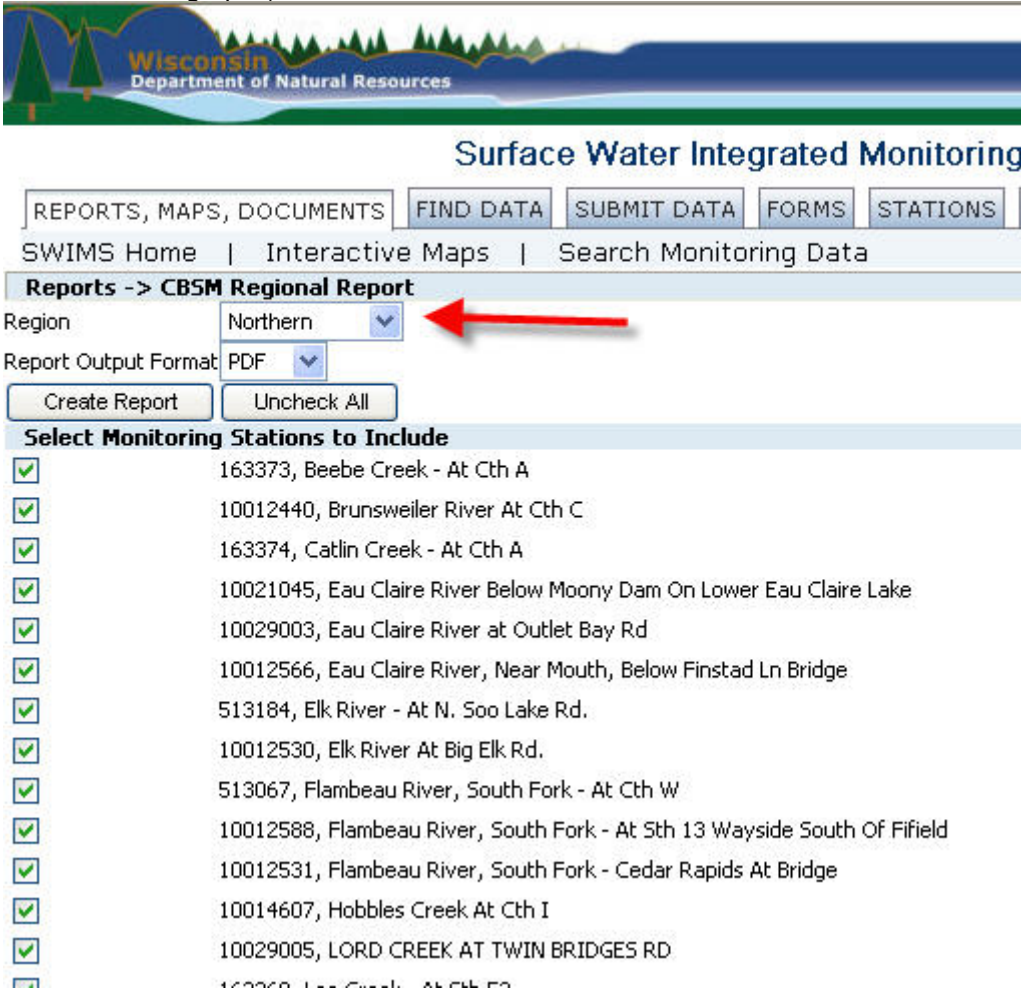 Wisconsin
Department of Natural Resources
Surface Water Integrated Monitoring
REPORTS, MAPS, DOCUMENTS FIND DATA SUBMIT DATA FORMS STATIONS
SWIMS Home | Interactive Maps | Search Monitoring Data
Reports -> CBSM Regional Report
Region Northern
Report Output Format PDF
Create Report Uncheck All
Select Monitoring Stations to Include
163373, Beebe Creek - At Cth A
10012440, Brunsweiler River At Cth C
163374, Catlin Creek - At Cth A
10021045, Eau Claire River Below Moony Dam On Lower Eau Claire Lake
10029003, Eau Claire River at Outlet Bay Rd
10012566, Eau Claire River, Near Mouth, Below Finstad Ln Bridge
513184, Elk River - At N. Soo Lake Rd.
10012530, Elk River At Big Elk Rd.
513067, Flambeau River, South Fork - At Cth W
10012588, Flambeau River, South Fork - At Sth 13 Wayside South Of Fifield
10012531, Flambeau River, South Fork - Cedar Rapids At Bridge
10014607, Hobbles Creek At Cth I
10029005, LORD CREEK AT TWIN BRIDGES RD